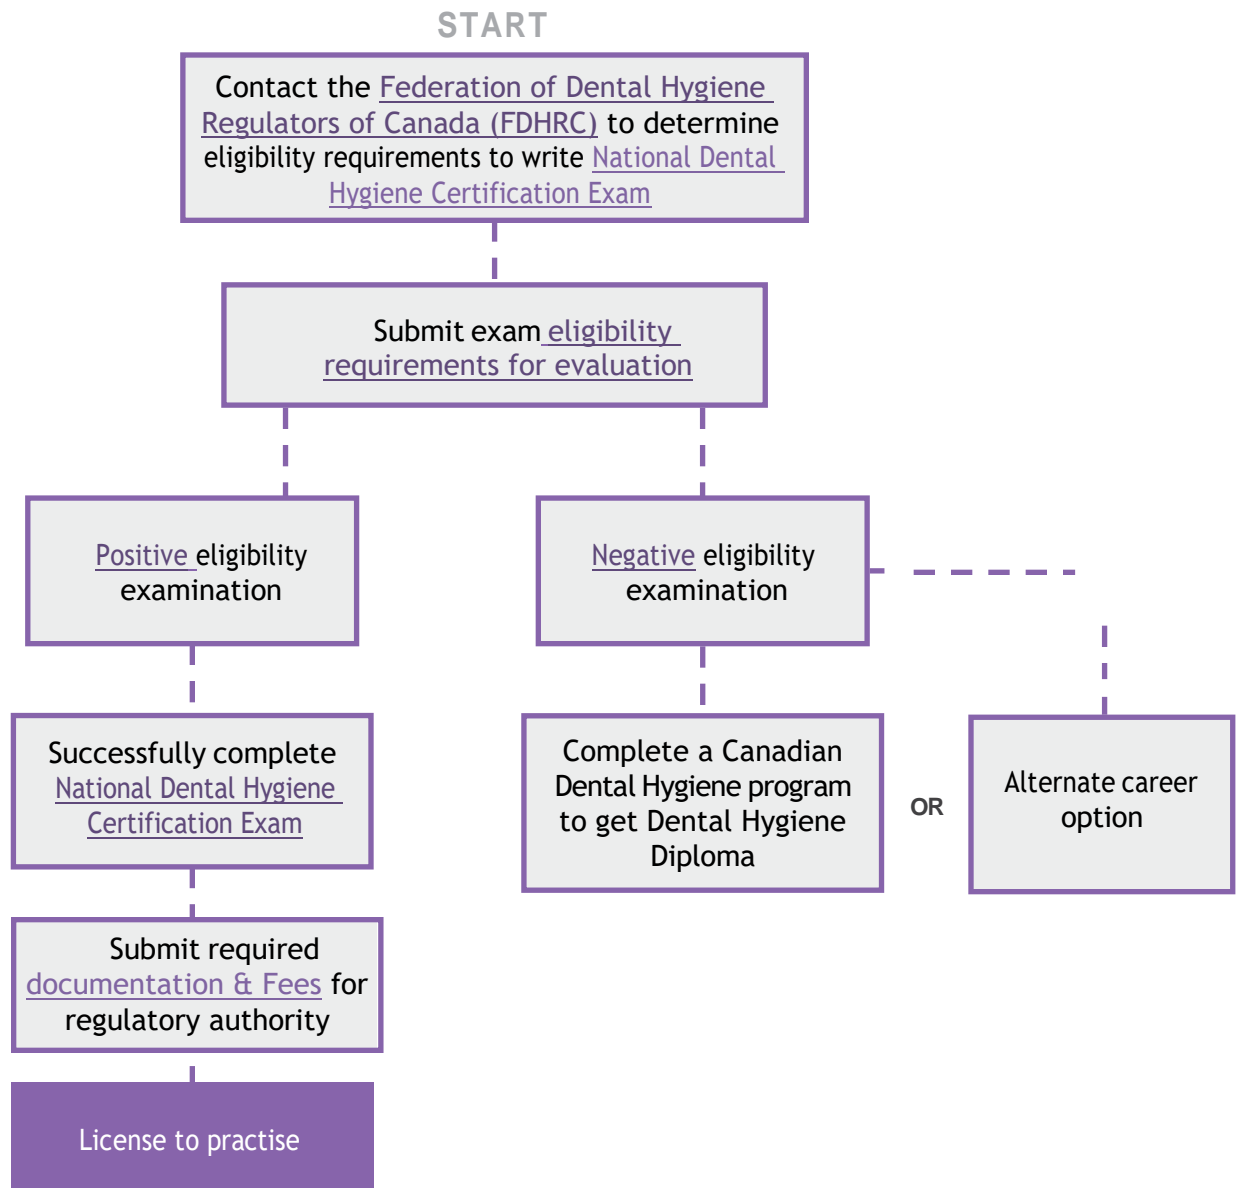 START
Contact the Federation of Dental Hygiene
Regulators of Canada (FDHRC) to determine
eligibility requirements to write National Dental
Hygiene Certification Exam
Submit exam eligibility
requirements for evaluation
Positive eligibility
examination
Negative eligibility
examination
Successfully complete
National Dental Hygiene
Certification Exam
Complete a Canadian
Dental Hygiene program
to get Dental Hygiene
Diploma
OR
Alternate career
option
Submit required
documentation & Fees for
regulatory authority
License to practise